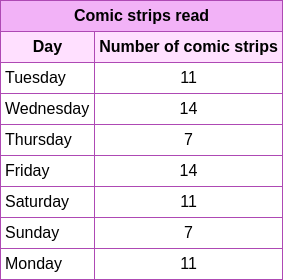 Comic strips read
Day Number of comic strips
Tuesday 11
Wednesday 14
Thursday 7
Friday 14
Saturday 11
Sunday 7
Monday 11